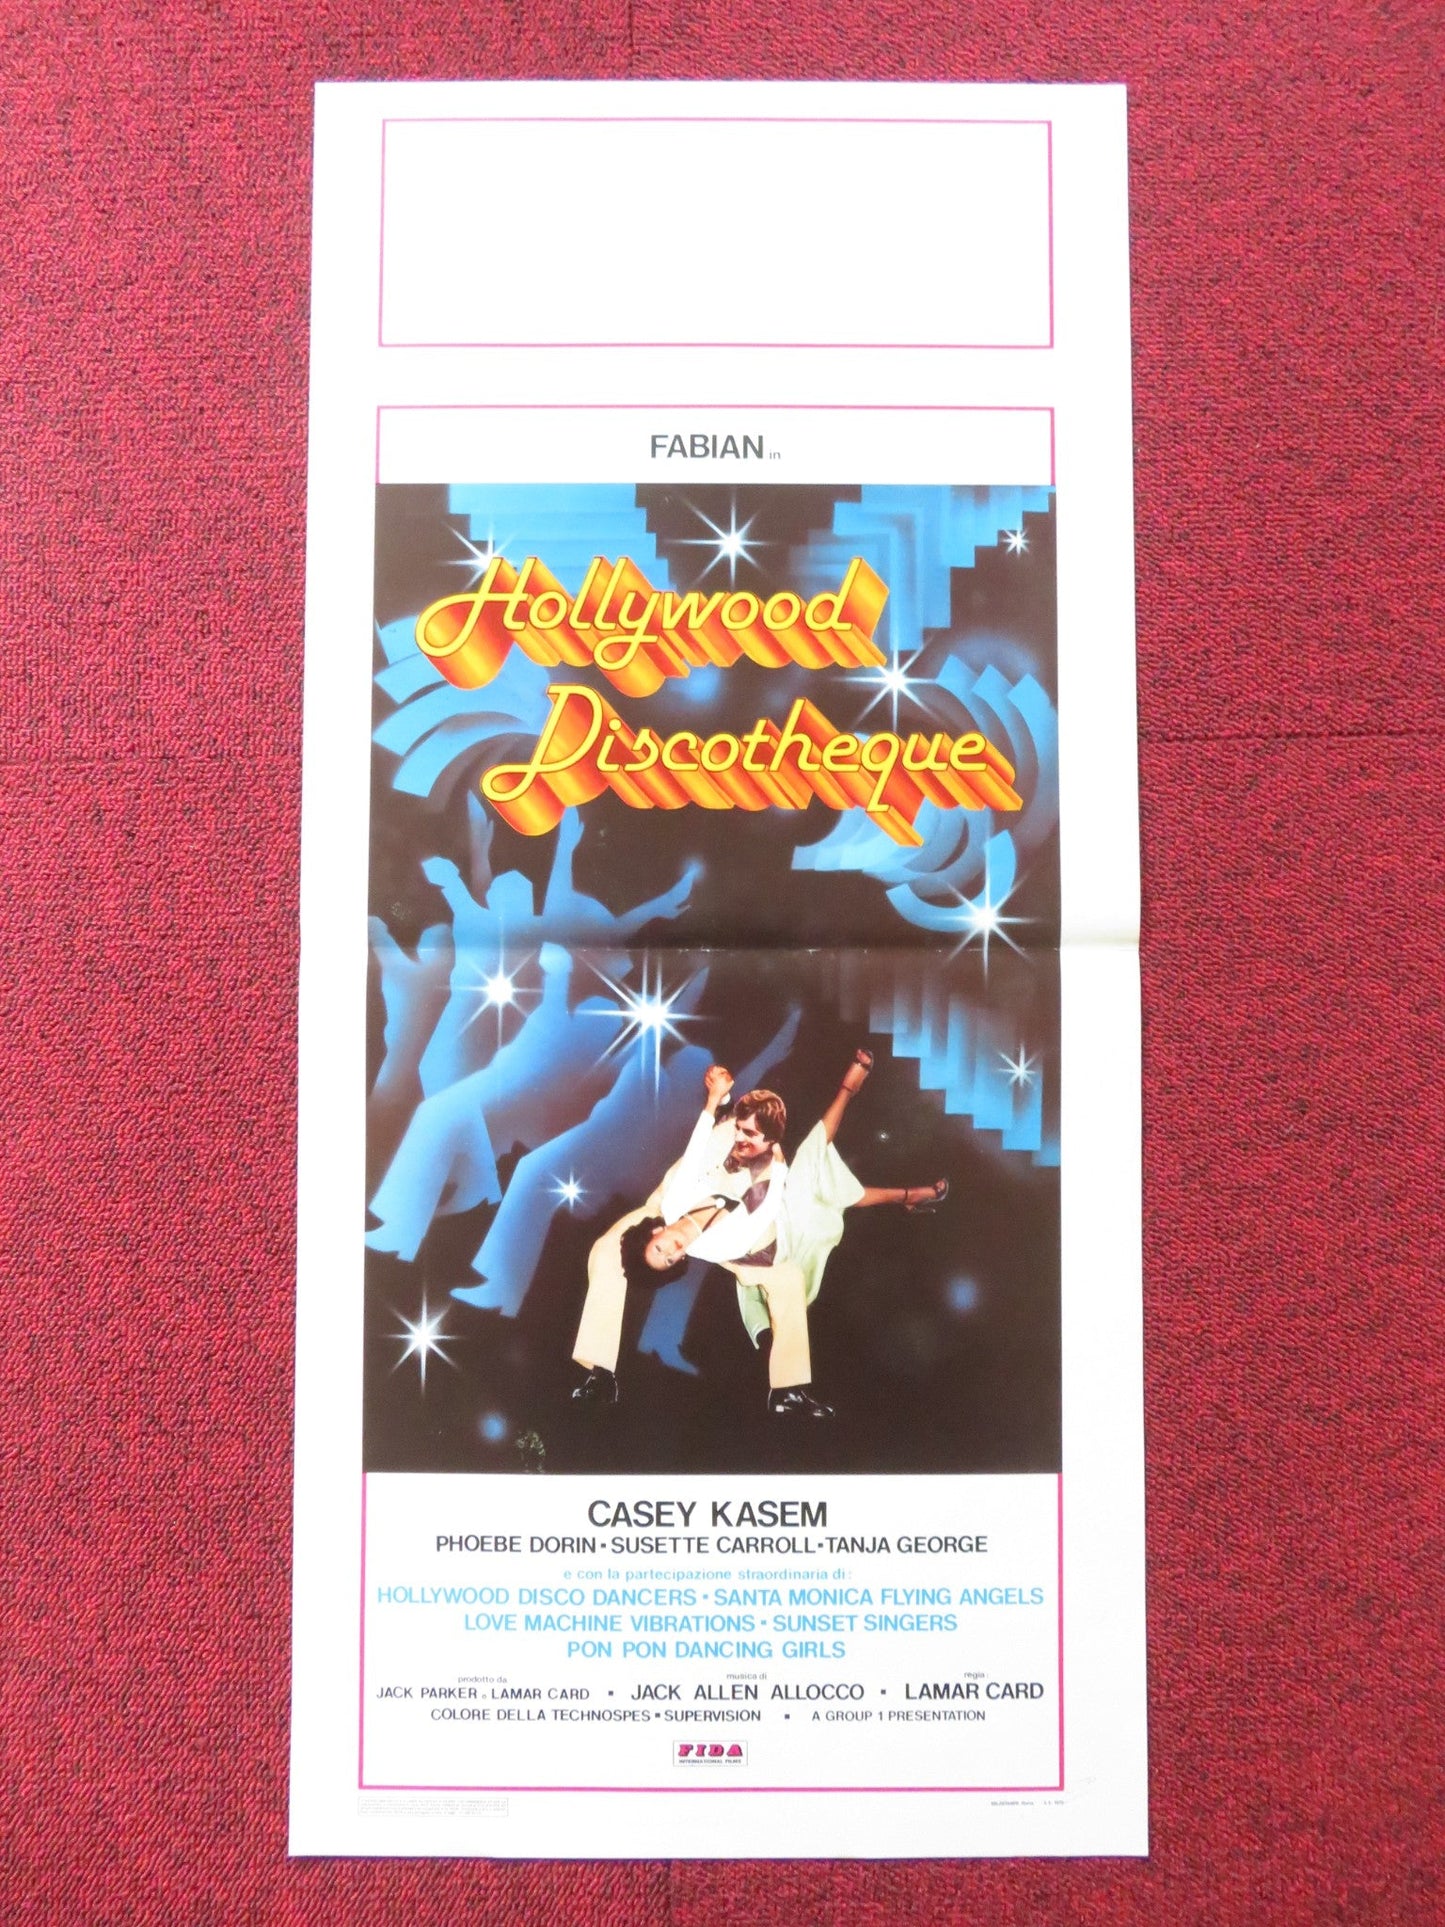 FABIAN in
Hollywood
Discotheque
CASEY KASEM
PHOEBE DORIN - SUSETTE CARROLL - TANJA GEORGE
e con la partecipazione straordinaria di:
HOLLYWOOD DISCO DANCERS - SANTA MONICA FLYING ANGELS
LOVE MACHINE VIBRATIONS - SUNSET SINGERS
PON PON DANCING GIRLS
prodotto da musica di regia:
JACK PARKER e LAMAR CARD - JACK ALLEN ALLOCCO - LAMAR CARD
COLORE DELLA TECHNOSPES - SUPERVISION - A GROUP 1 PRESENTATION
FIDA
INTERNATIONAL FILMS